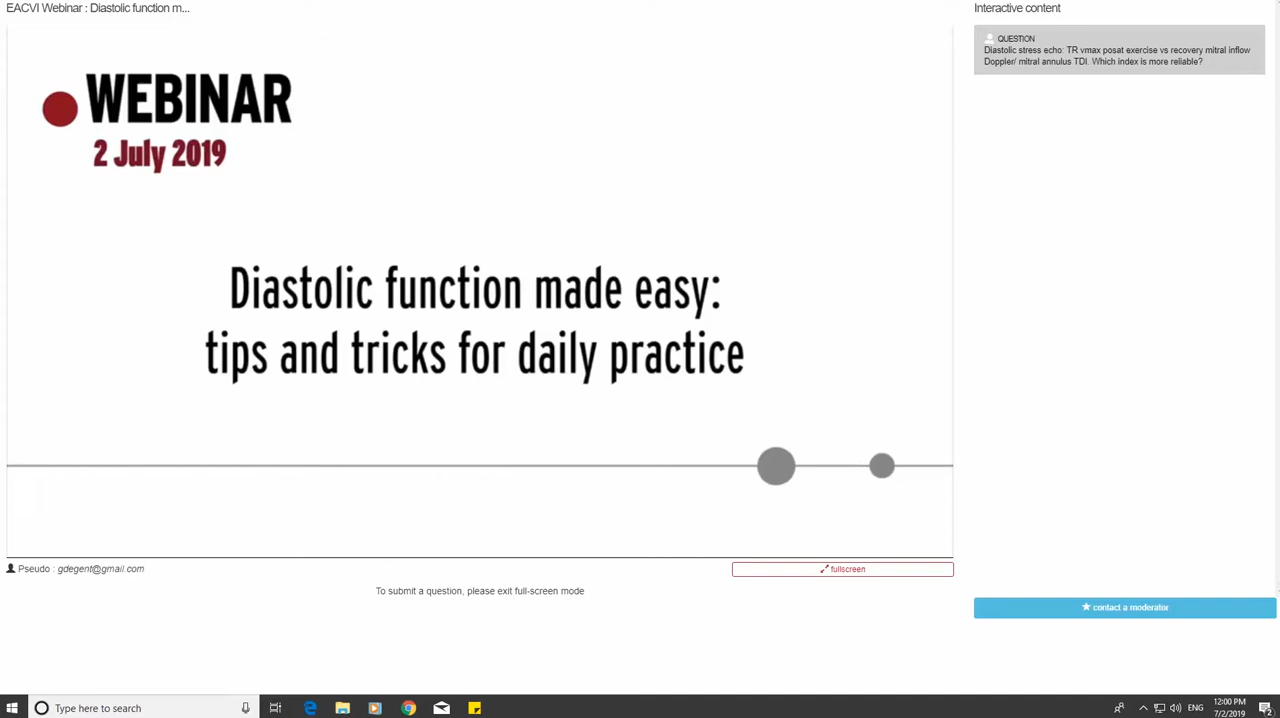 EACVI Webinar : Diastolic function m...
Interactive content
WEBINAR
2 July 2019
QUESTION
Diastolic stress echo: TR vmax posat exercise vs recovery mitral inflow
Doppler/ mitral annulus TDI. Which index is more reliable?
Diastolic function made easy:
tips and tricks for daily practice
Pseudo : gdegent@gmail.com
fullscreen
To submit a question, please exit full-screen mode
contact a moderator
Type here to search
ENG
12:00 PM
7/2/2019
2